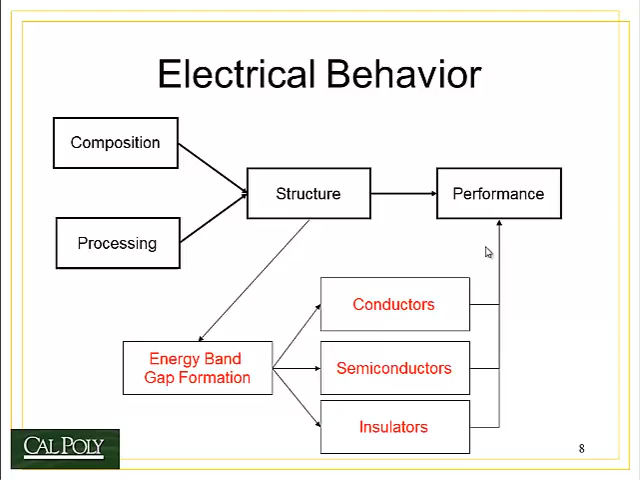 Electrical Behavior
Composition
Structure
Performance
Processing
Conductors
Energy Band
Gap Formation
Semiconductors
Insulators
CAL POLY
8